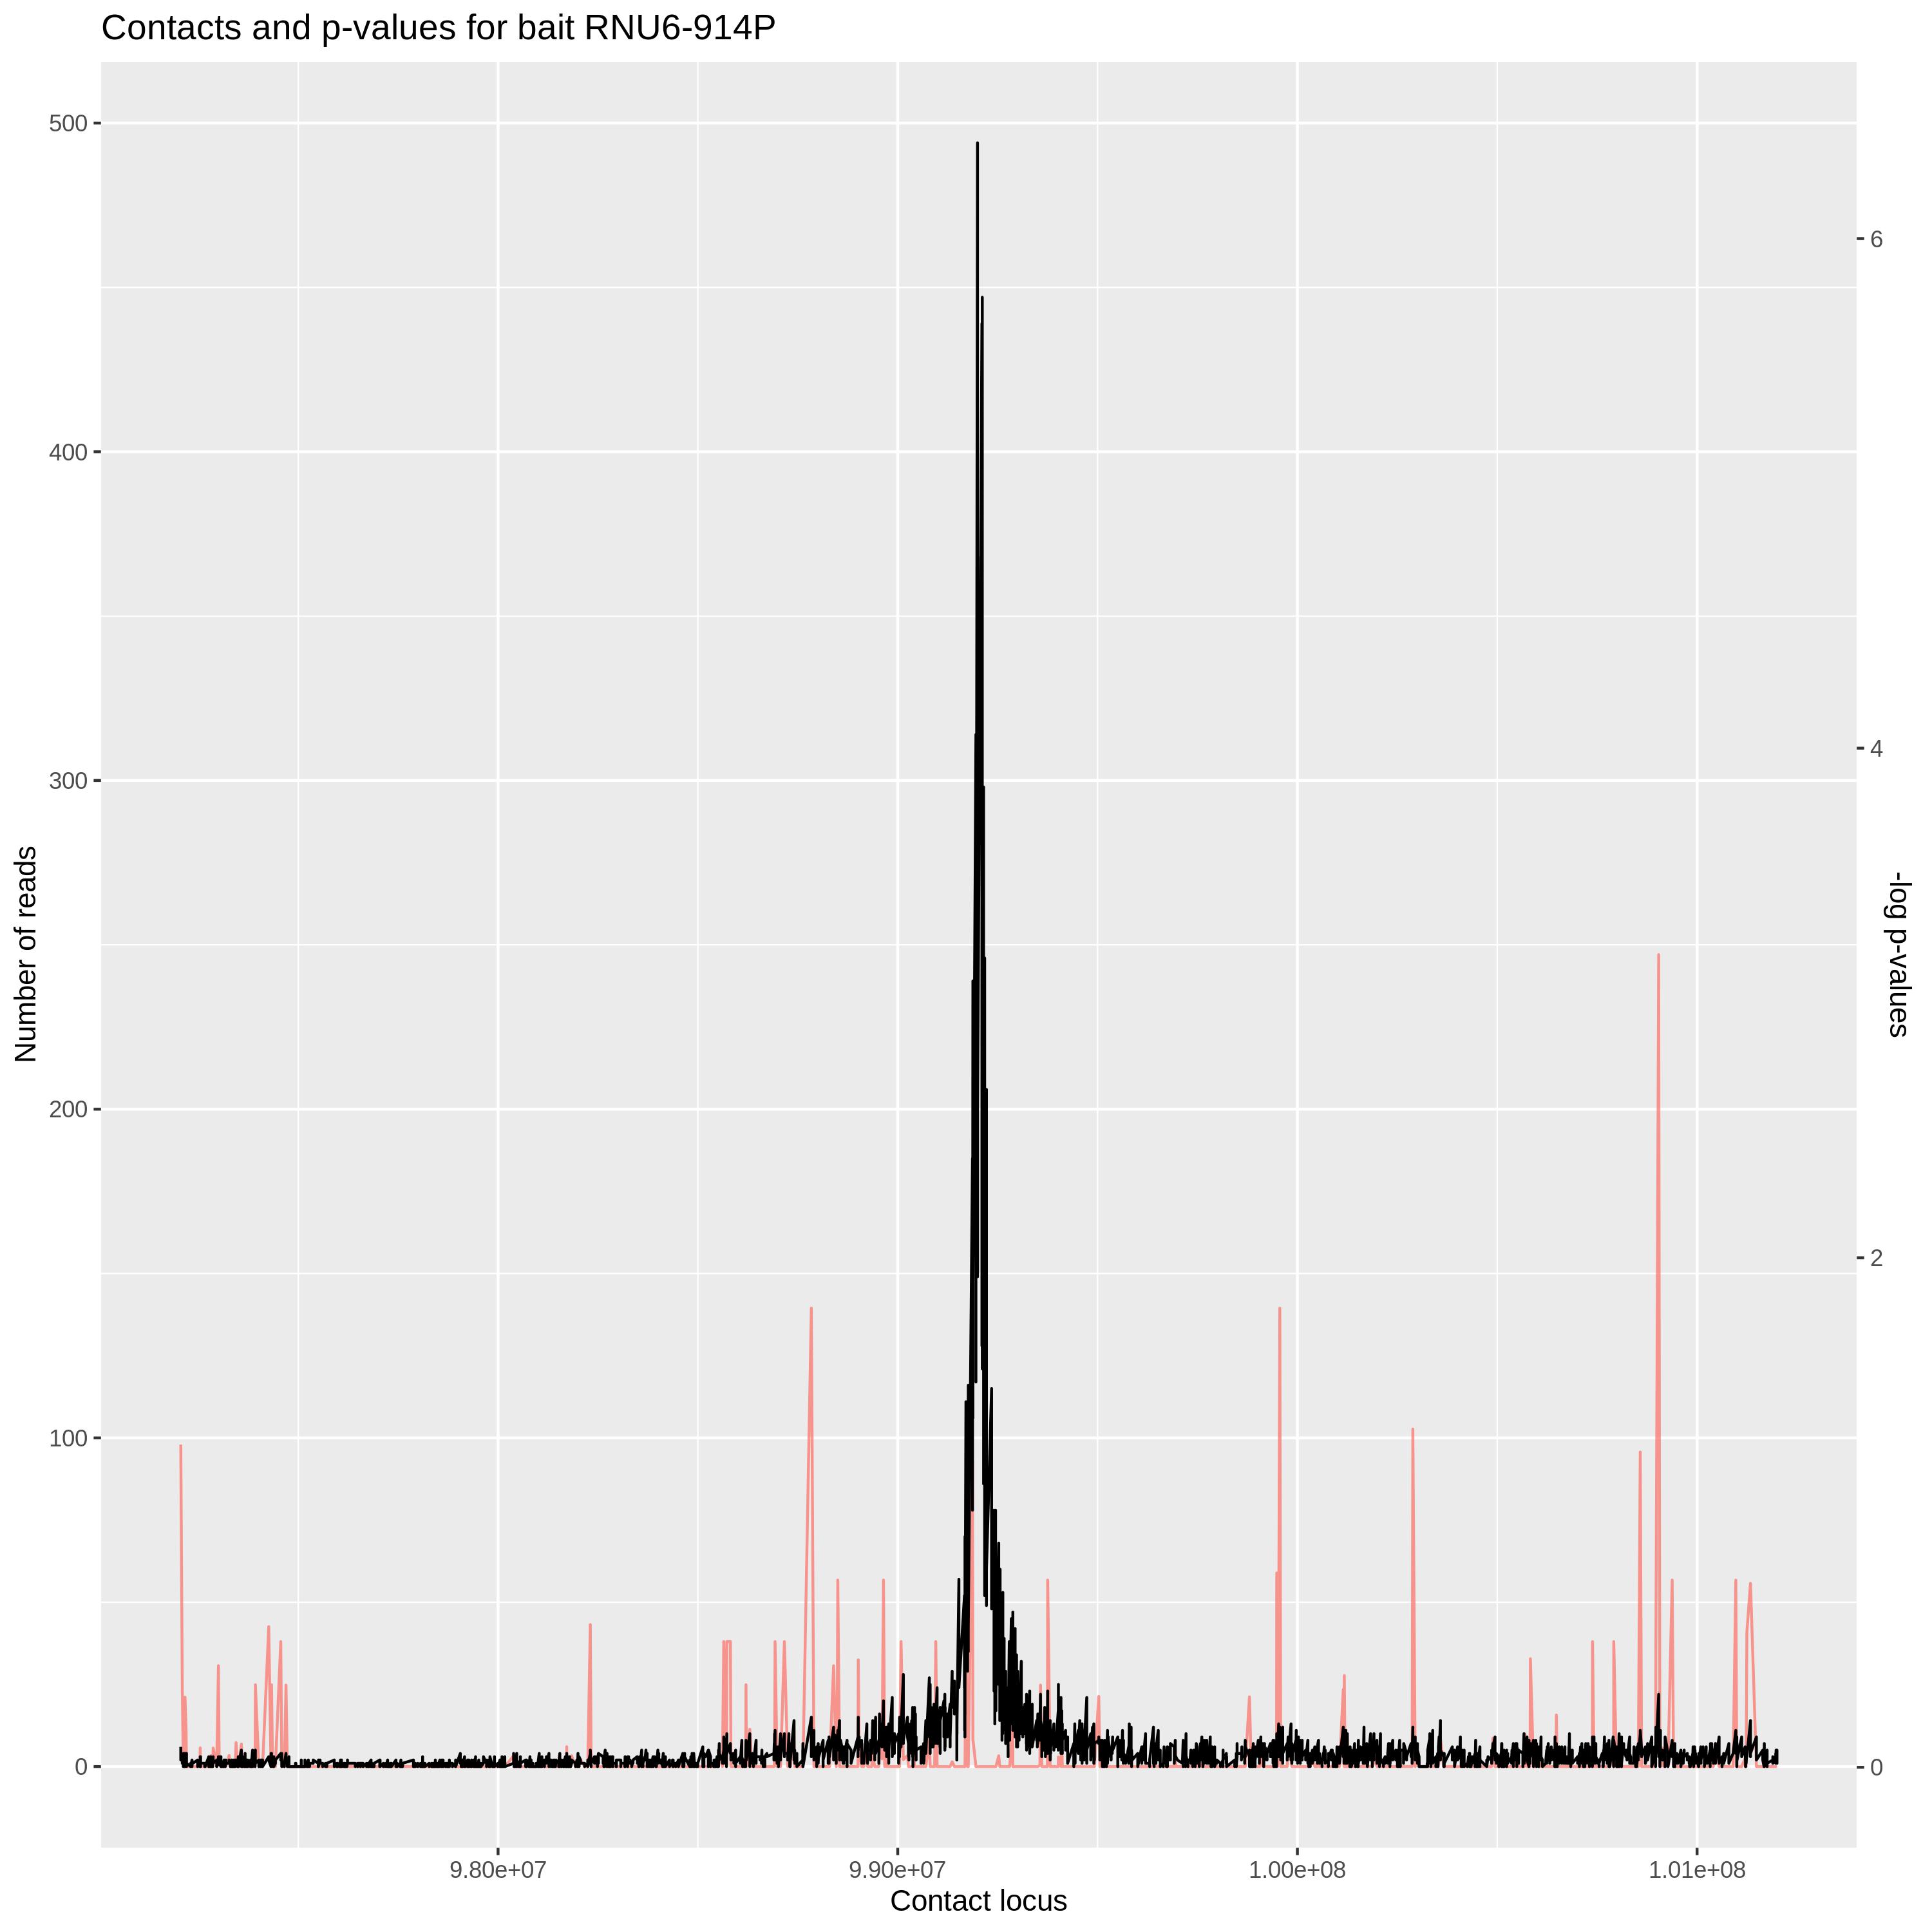 Contacts and p-values for bait RNU6-914P
500
400
300
200
100
0
Number of reads
6
4
2
0
-log p-values
9.80e+07
9.90e+07
1.00e+08
1.01e+08
Contact locus